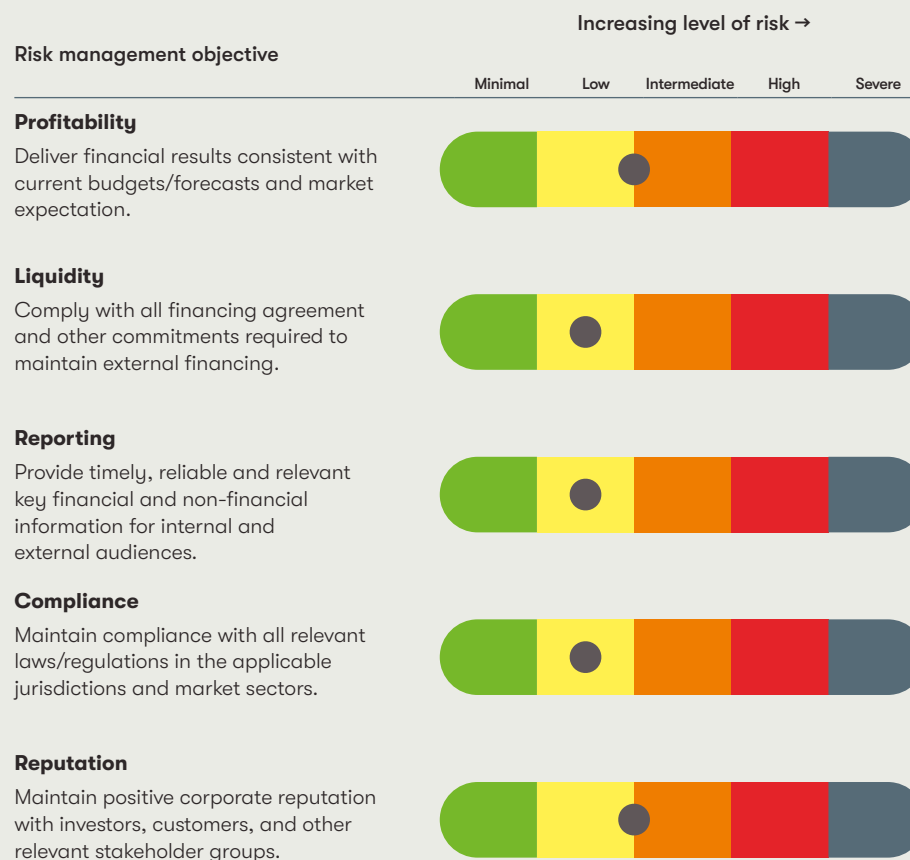 Increasing level of risk →
Risk management objective
Minimal Low Intermediate High Severe
Profitability
Deliver financial results consistent with
current budgets/forecasts and market
expectation.
Liquidity
Comply with all financing agreement
and other commitments required to
maintain external financing.
Reporting
Provide timely, reliable and relevant
key financial and non-financial
information for internal and
external audiences.
Compliance
Maintain compliance with all relevant
laws/regulations in the applicable
jurisdictions and market sectors.
Reputation
Maintain positive corporate reputation
with investors, customers, and other
relevant stakeholder groups.